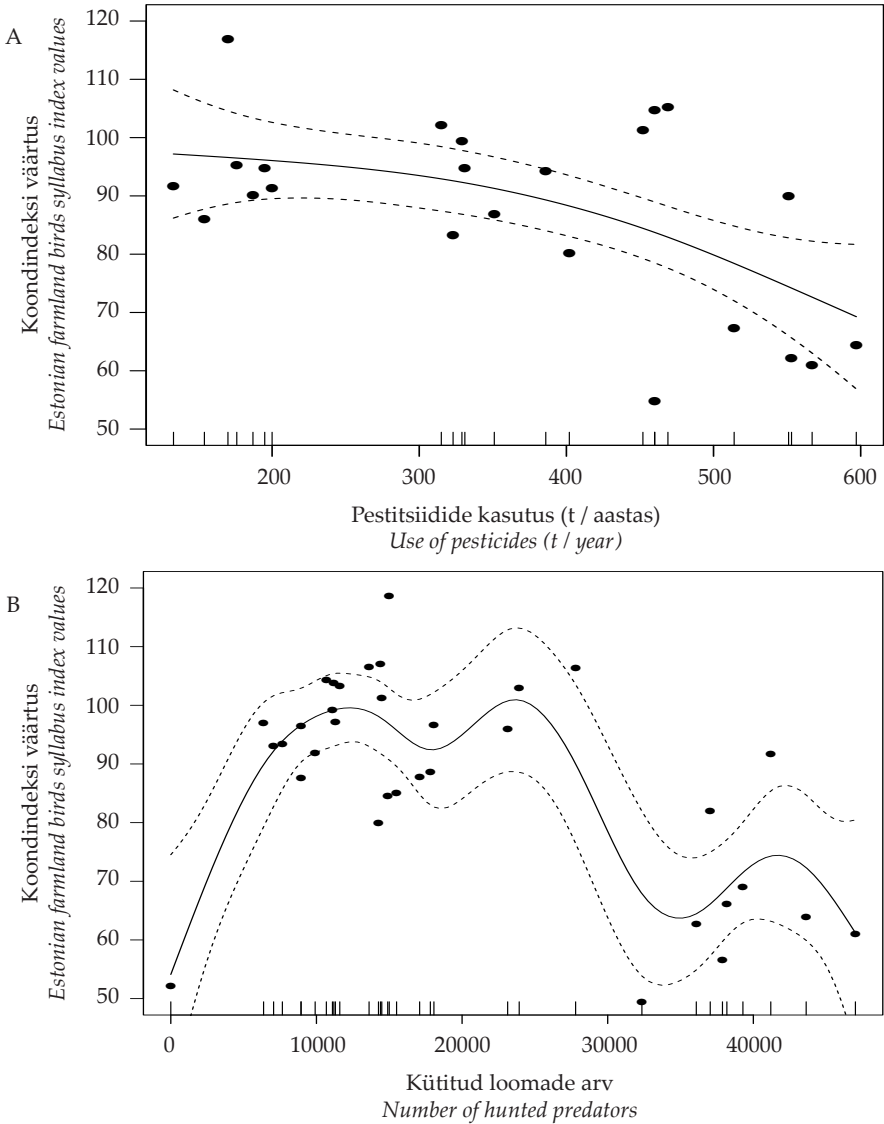 A
Koondindeksi väärtus
Estonian farmland birds syllabus index values
120
110
100
90
80
70
60
50
200 300 400 500 600
Pestitsiidide kasutus (t / aastas)
Use of pesticides (t / year)
B
Koondindeksi väärtus
Estonian farmland birds syllabus index values
120
110
100
90
80
70
60
50
0 10000 20000 30000 40000
Kütitud loomade arv
Number of hunted predators